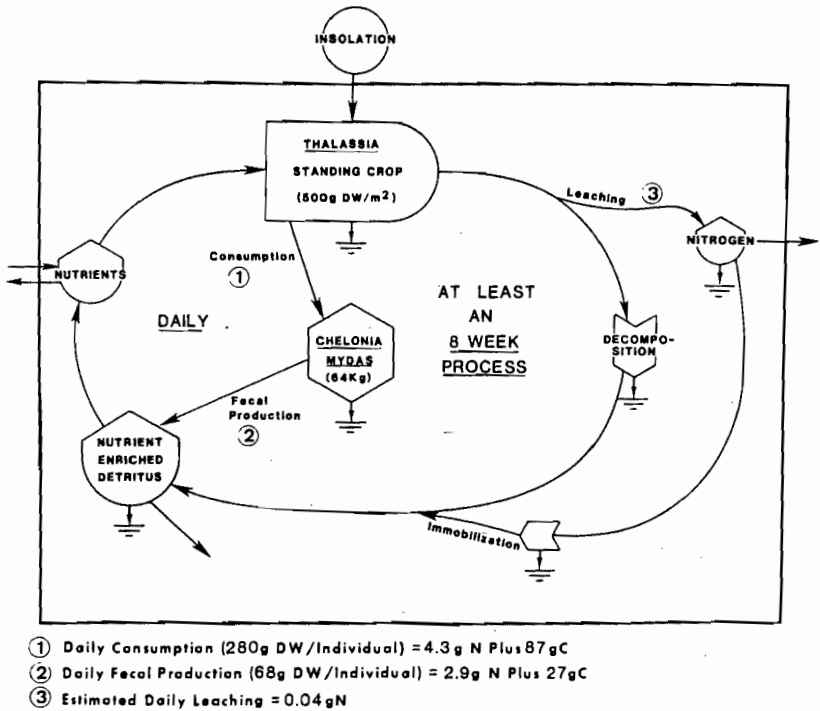 INSOLATION
THALASSIA
STANDING CROP
(500g DW/m²)
Leaching ③
NITROGEN
NUTRIENTS
Consumption
①
DAILY
AT LEAST
AN
8 WEEK
PROCESS
CHELONIA
MYDAS
(64Kg)
DECOMPO-
SITION
Fecal
Production
②
NUTRIENT
ENRICHED
DETRITUS
Immobilization
① Daily Consumption (280g DW/Individual) = 4.3g N Plus 87gC
② Daily Fecal Production (68g DW/Individual) = 2.9g N Plus 27gC
③ Estimated Daily Leaching = 0.04gN